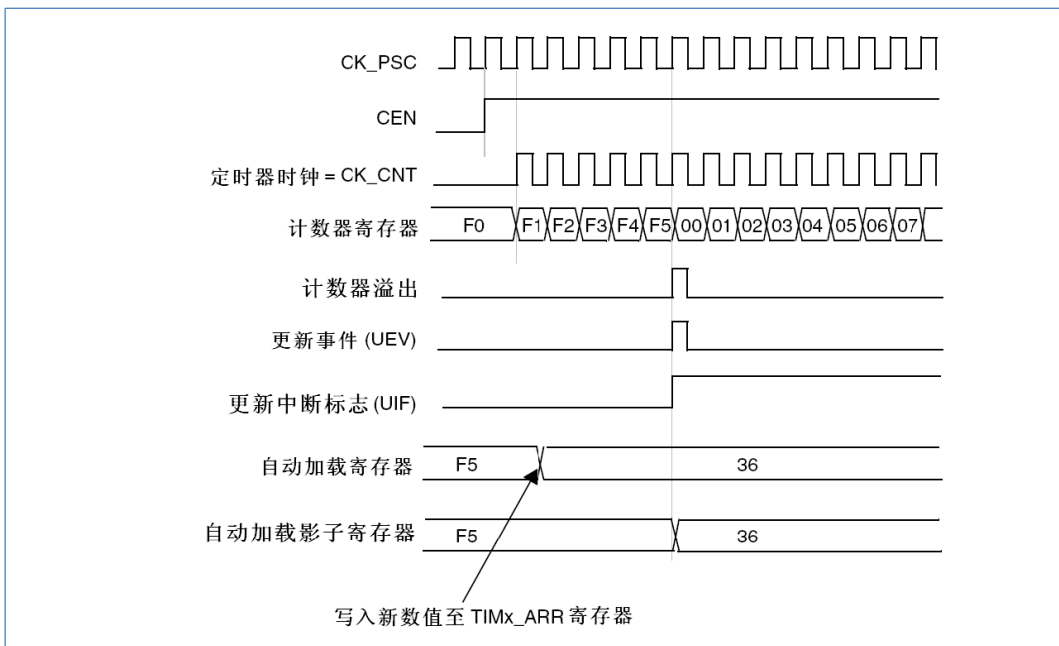 CK_PSC
CEN
定时器时钟 = CK_CNT
计数器寄存器 F0 F1 F2 F3 F4 F5 00 01 02 03 04 05 06 07
计数器溢出
更新事件 (UEV)
更新中断标志 (UIF)
自动加载寄存器 F5 36
自动加载影子寄存器 F5 36
写入新数值至 TIMx_ARR 寄存器